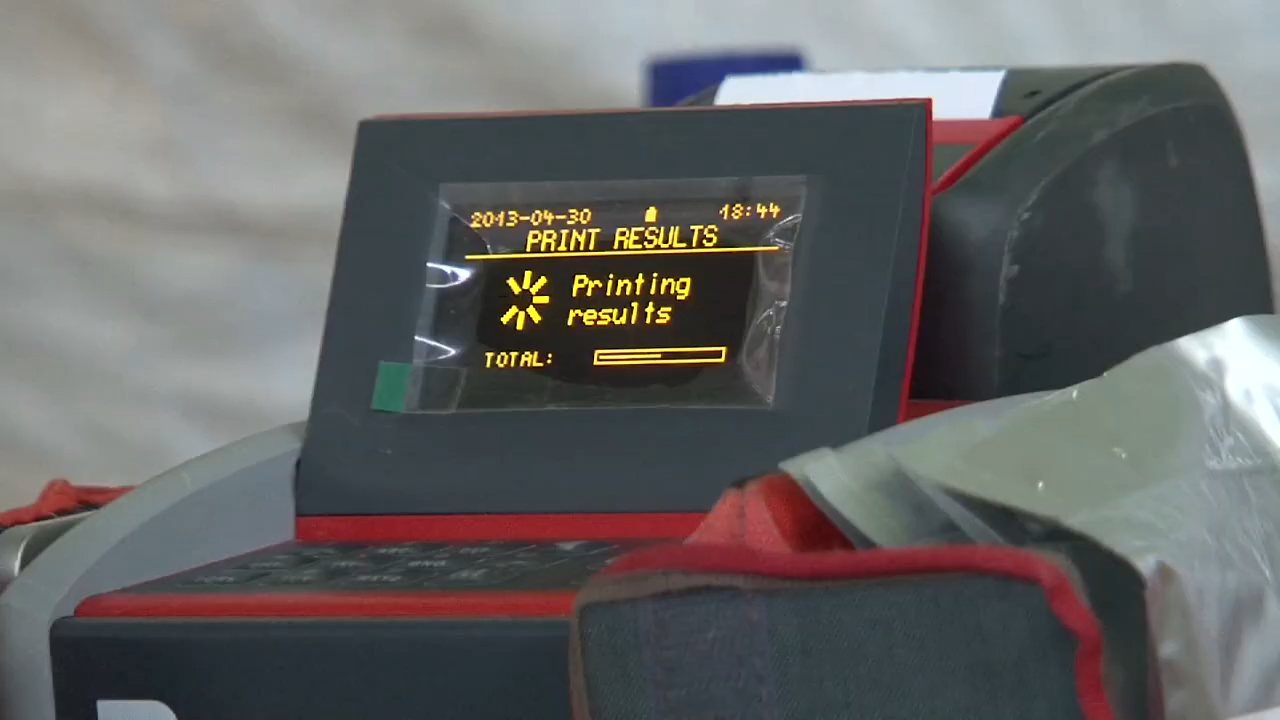 2013-04-30 18:44
PRINT RESULTS
Printing
results
TOTAL: